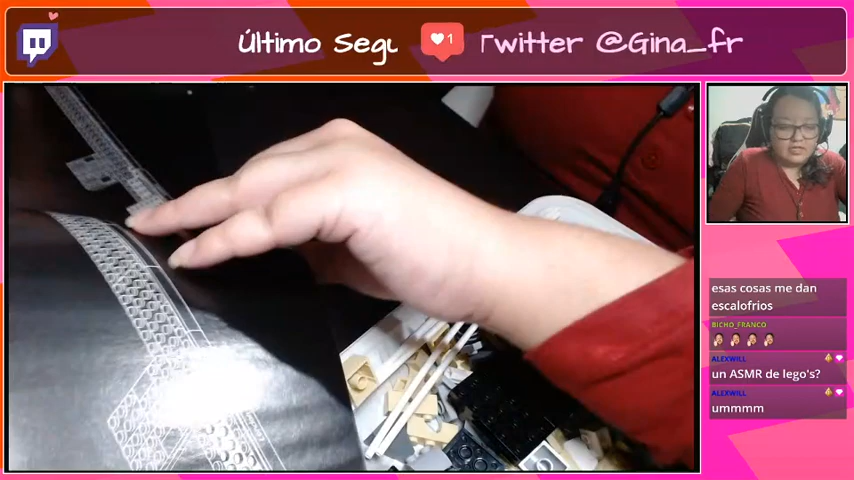 Último Segu
1
Twitter @Gina_fr
esas cosas me dan
escalofrios
BICHO_FRANCO
ALEXWILL
un ASMR de lego's?
ALEXWILL
ummmm